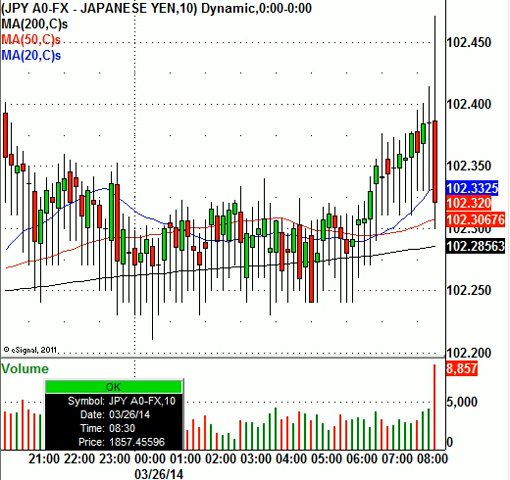 (JPY A0-FX - JAPANESE YEN,10) Dynamic,0:00-0:00
MA(200,C)s
MA(50,C)s
MA(20,C)s
102.450
102.400
102.350
102.3325
102.320
102.30676
102.300
102.28563
102.250
102.200
© eSignal, 2011
Volume
8,857
5,000
0
OK
Symbol: JPY A0-FX,10
Date: 03/26/14
Time: 08:30
Price: 1857.45596
21:00 22:00 23:00 00:00 01:00 02:00 03:00 04:00 05:00 06:00 07:00 08:00
03/26/14